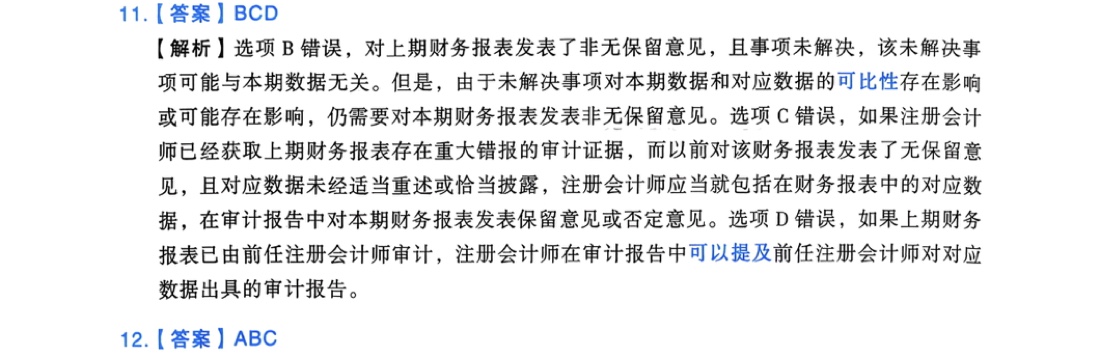 11.【答案】BCD
【解析】选项 B 错误，对上期财务报表发表了非无保留意见，且事项未解决，该未解决事
项可能与本期数据无关。但是，由于未解决事项对本期数据和对应数据的可比性存在影响
或可能存在影响，仍需要对本期财务报表发表非无保留意见。选项 C 错误，如果注册会计
师已经获取上期财务报表存在重大错报的审计证据，而以前对该财务报表发表了无保留意
见，且对应数据未经适当重述或恰当披露，注册会计师应当就包括在财务报表中的对应数
据，在审计报告中对本期财务报表发表保留意见或否定意见。选项 D 错误，如果上期财务
报表已由前任注册会计师审计，注册会计师在审计报告中可以提及前任注册会计师对对应
数据出具的审计报告。
12.【答案】ABC